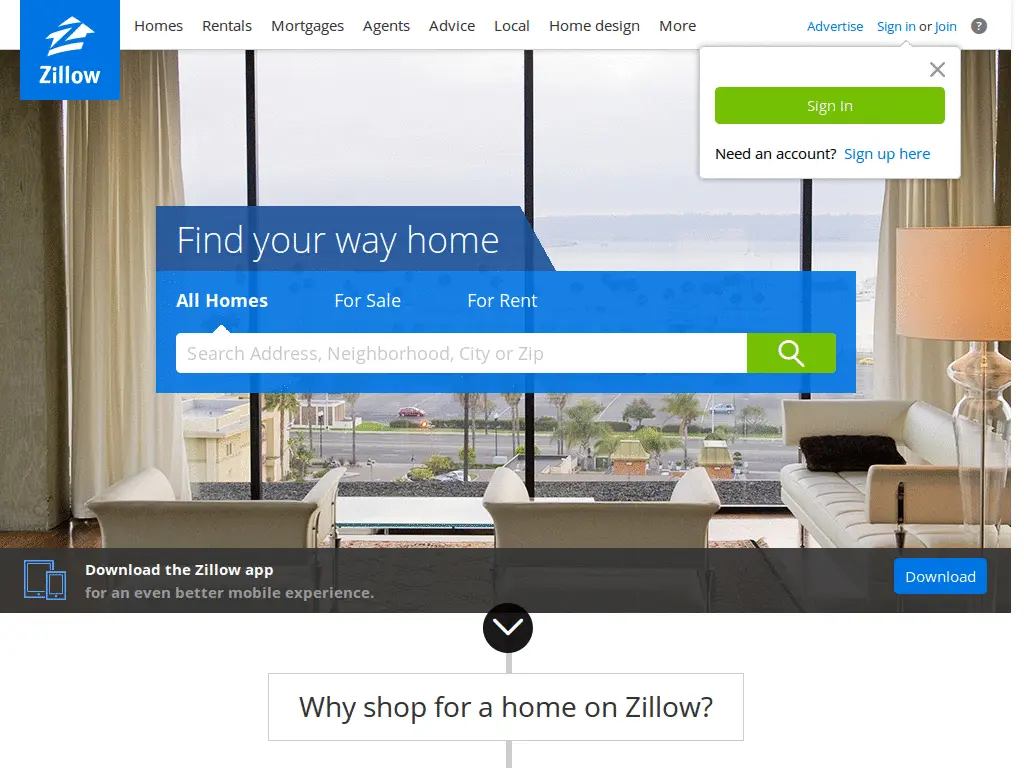 Homes Rentals Mortgages Agents Advice Local Home design More Advertise Sign in or Join ?
Zillow
Sign In
Need an account? Sign up here
Find your way home
All Homes For Sale For Rent
Search Address, Neighborhood, City or Zip
Download the Zillow app
for an even better mobile experience.
Download
Why shop for a home on Zillow?